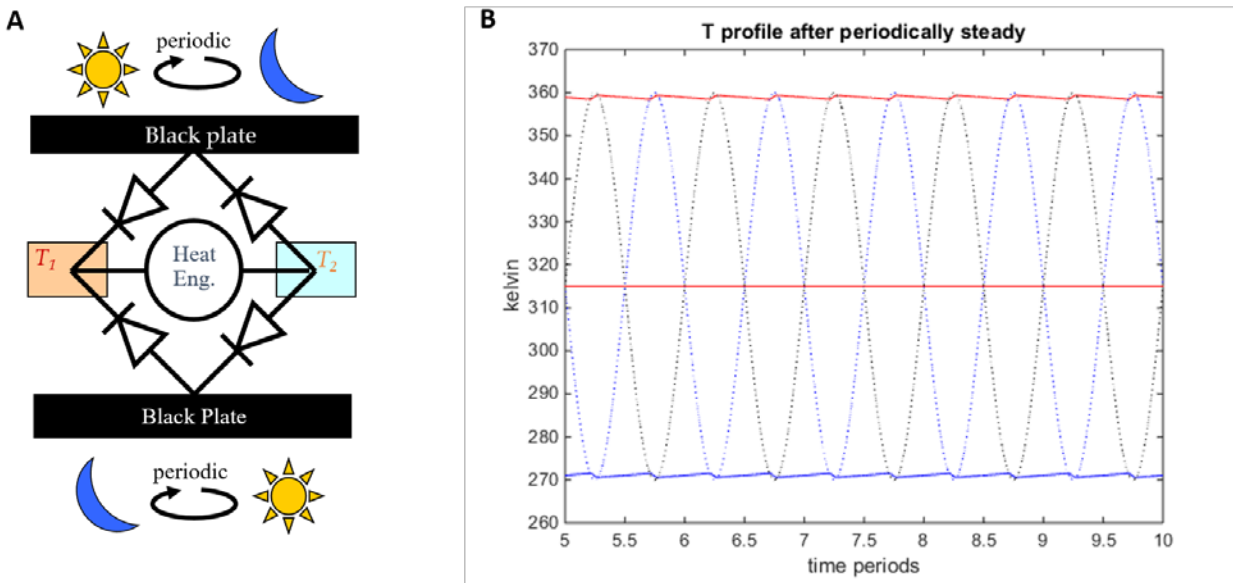 A
periodic
Black plate
T1
Heat
Eng.
T2
Black Plate
periodic
B
T profile after periodically steady
370
360
350
340
330
320
310
300
290
280
270
260
kelvin
5 5.5 6 6.5 7 7.5 8 8.5 9 9.5 10
time periods